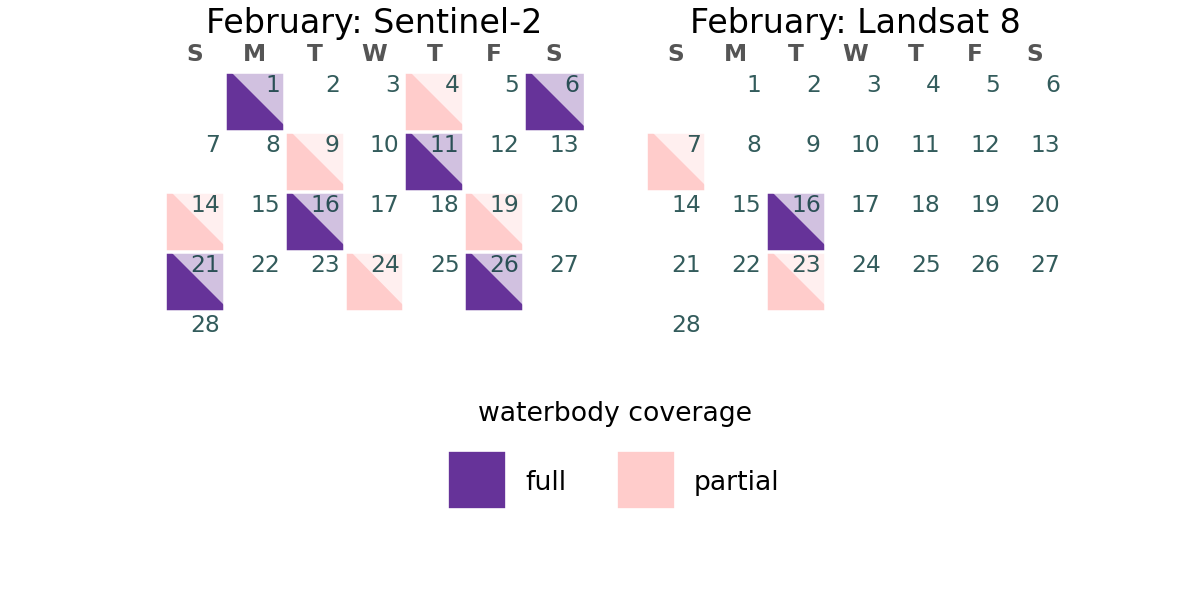 February: Sentinel-2
S M T W T F S
1 2 3 4 5 6
7 8 9 10 11 12 13
14 15 16 17 18 19 20
21 22 23 24 25 26 27
28
February: Landsat 8
S M T W T F S
1 2 3 4 5 6
7 8 9 10 11 12 13
14 15 16 17 18 19 20
21 22 23 24 25 26 27
28
waterbody coverage
full partial